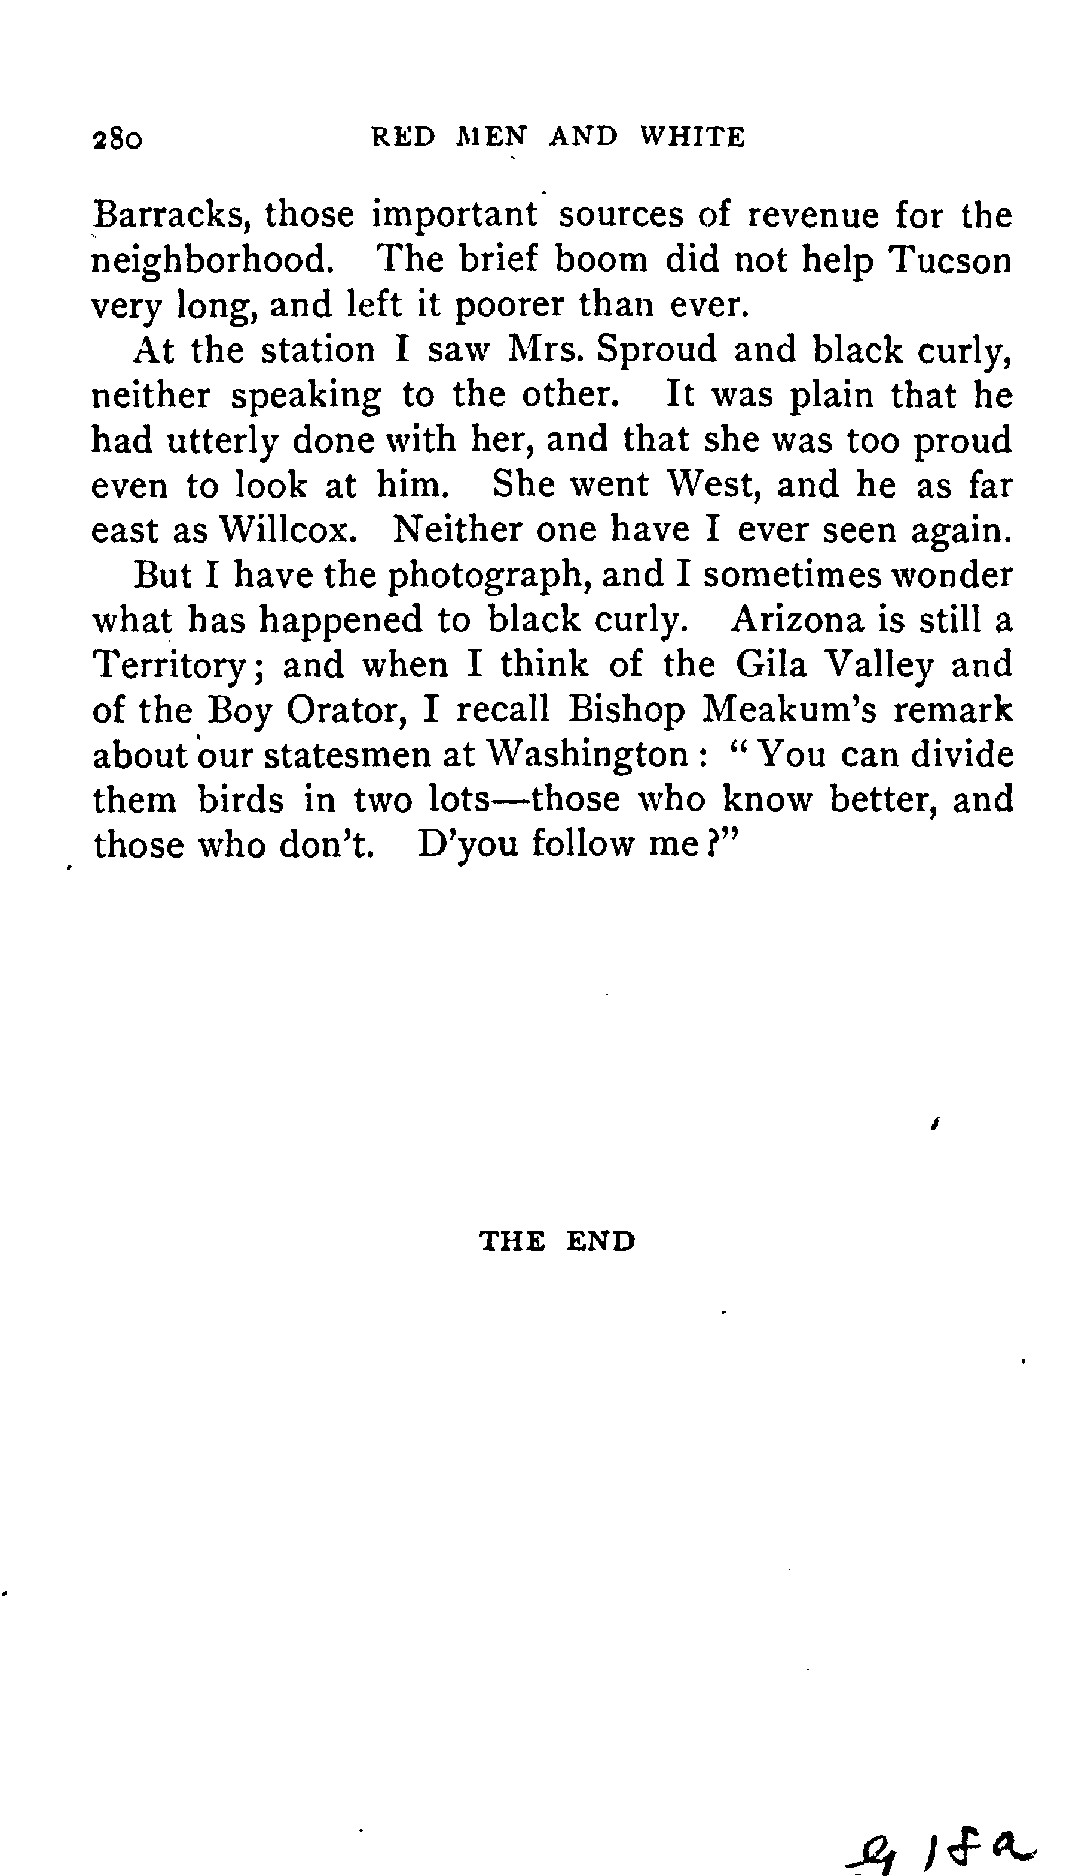 280 RED MEN AND WHITE
Barracks, those important sources of revenue for the
neighborhood. The brief boom did not help Tucson
very long, and left it poorer than ever.
At the station I saw Mrs. Sproud and black curly,
neither speaking to the other. It was plain that he
had utterly done with her, and that she was too proud
even to look at him. She went West, and he as far
east as Willcox. Neither one have I ever seen again.
But I have the photograph, and I sometimes wonder
what has happened to black curly. Arizona is still a
Territory; and when I think of the Gila Valley and
of the Boy Orator, I recall Bishop Meakum's remark
about our statesmen at Washington: "You can divide
them birds in two lots—those who know better, and
those who don't. D'you follow me?"
THE END